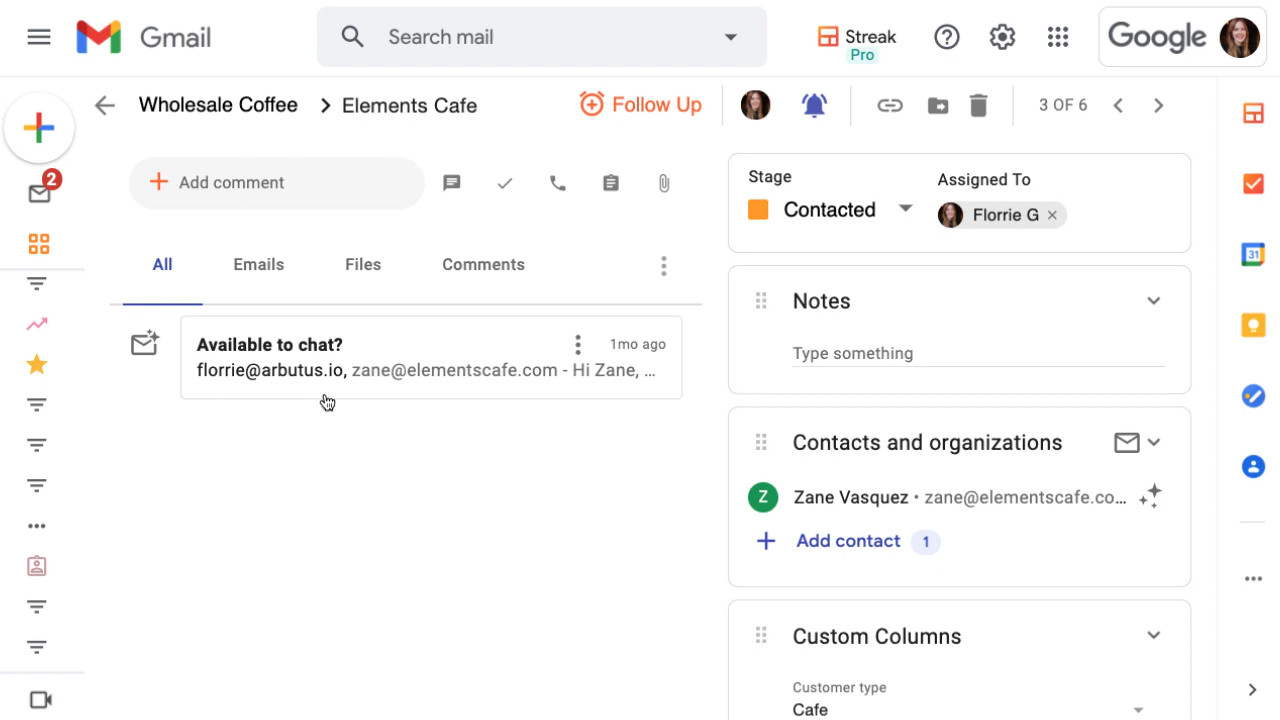 Gmail
Search mail
Streak
Pro
Google
2
Wholesale Coffee
Elements Cafe
Follow Up
3 OF 6
Add comment
All
Emails
Files
Comments
Available to chat?
1mo ago
florrie@arbutus.io, zane@elementscafe.com - Hi Zane, ...
Stage
Contacted
Assigned To
Florrie G
Notes
Type something
Contacts and organizations
Z
Zane Vasquez • zane@elementscafe.co...
Add contact
1
Custom Columns
Customer type
Cafe
31